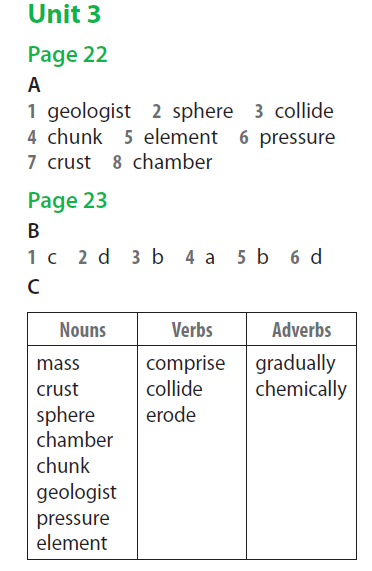 Unit 3
Page 22
A
1 geologist 2 sphere 3 collide
4 chunk 5 element 6 pressure
7 crust 8 chamber
Page 23
B
1 c 2 d 3 b 4 a 5 b 6 d
C
Nouns Verbs Adverbs
mass comprise gradually
crust collide chemically
sphere erode
chamber
chunk
geologist
pressure
element